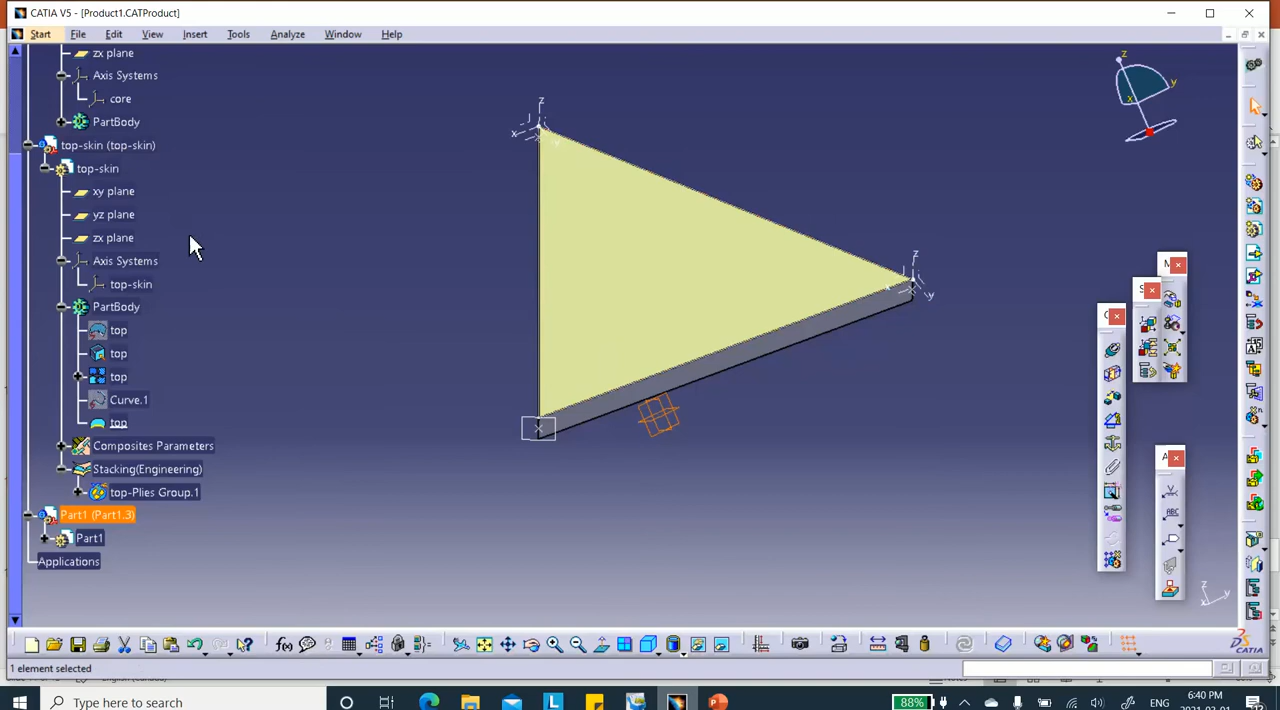 CATIA V5 - [Product1.CATProduct]
Start File Edit View Insert Tools Analyze Window Help
zx plane
Axis Systems
core
PartBody
top-skin (top-skin)
top-skin
xy plane
yz plane
zx plane
Axis Systems
top-skin
PartBody
top
top
top
Curve.1
top
Composites Parameters
Stacking(Engineering)
top-Plies Group.1
Part1 (Part1.3)
Part1
Applications
z
x
z
y
z
y
x
M
S
C
A
ABC
z
y
x
CATIA
1 element selected
Type here to search
88%
ENG
6:40 PM